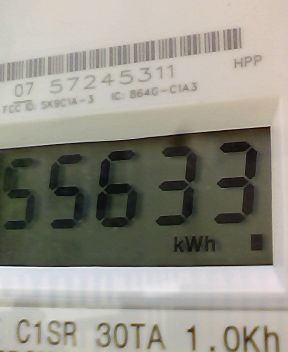 07 57245311
HPP
FCC ID: SK9C1A-3 IC: 864G-C1A3
55633
kWh
C1SR 30TA 1.0Kh